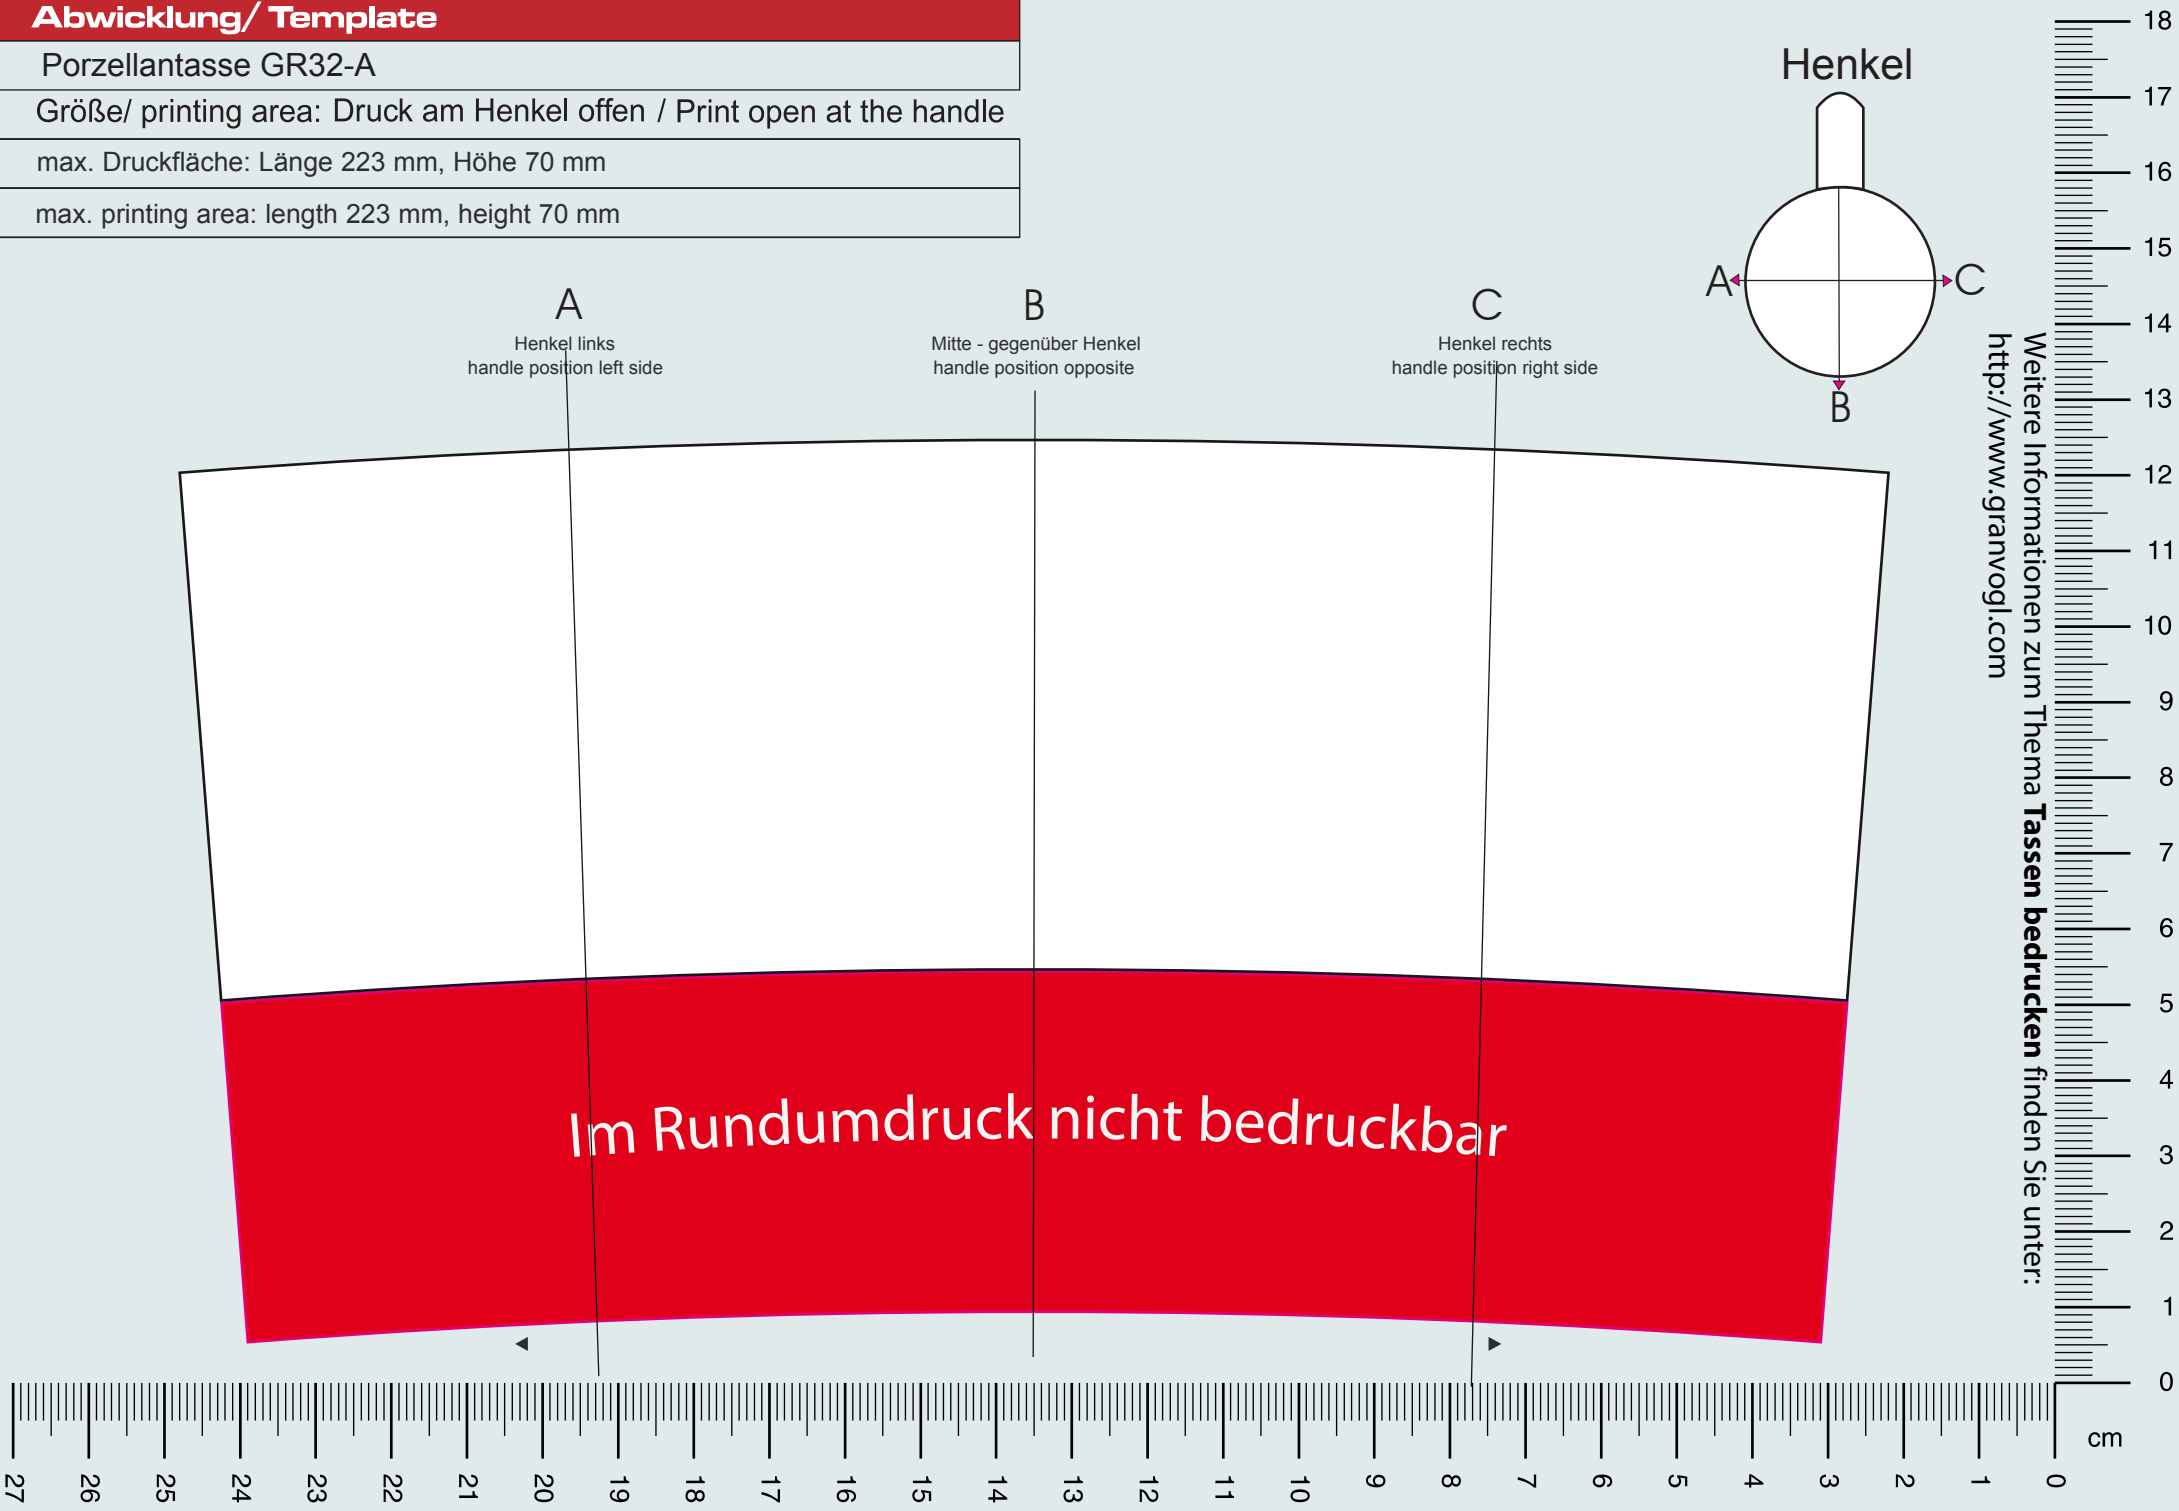 Abwicklung/ Template
Porzellantasse GR32-A
Größe/ printing area: Druck am Henkel offen / Print open at the handle
max. Druckfläche: Länge 223 mm, Höhe 70 mm
max. printing area: length 223 mm, height 70 mm
Henkel
A
C
B
A
Henkel links
handle position left side
B
Mitte - gegenüber Henkel
handle position opposite
C
Henkel rechts
handle position right side
Im Rundumdruck nicht bedruckbar
Weitere Informationen zum Thema Tassen bedrucken finden Sie unter:
http://www.granvogl.com
18
17
16
15
14
13
12
11
10
9
8
7
6
5
4
3
2
1
0
cm
27 26 25 24 23 22 21 20 19 18 17 16 15 14 13 12 11 10 9 8 7 6 5 4 3 2 1 0